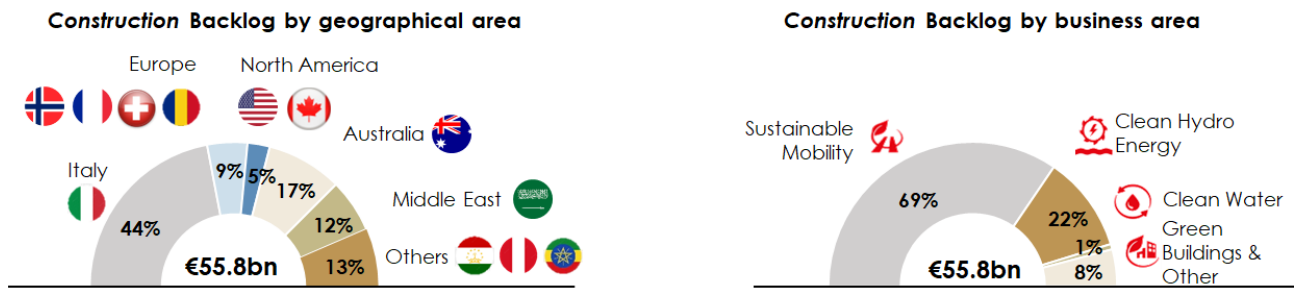 Construction Backlog by geographical area
Europe
North America
Australia
Italy
Middle East
Others
44%
9%
5%
17%
12%
13%
€55.8bn
Construction Backlog by business area
Sustainable
Mobility
Clean Hydro
Energy
Clean Water
Green
Buildings &
Other
69%
22%
1%
8%
€55.8bn